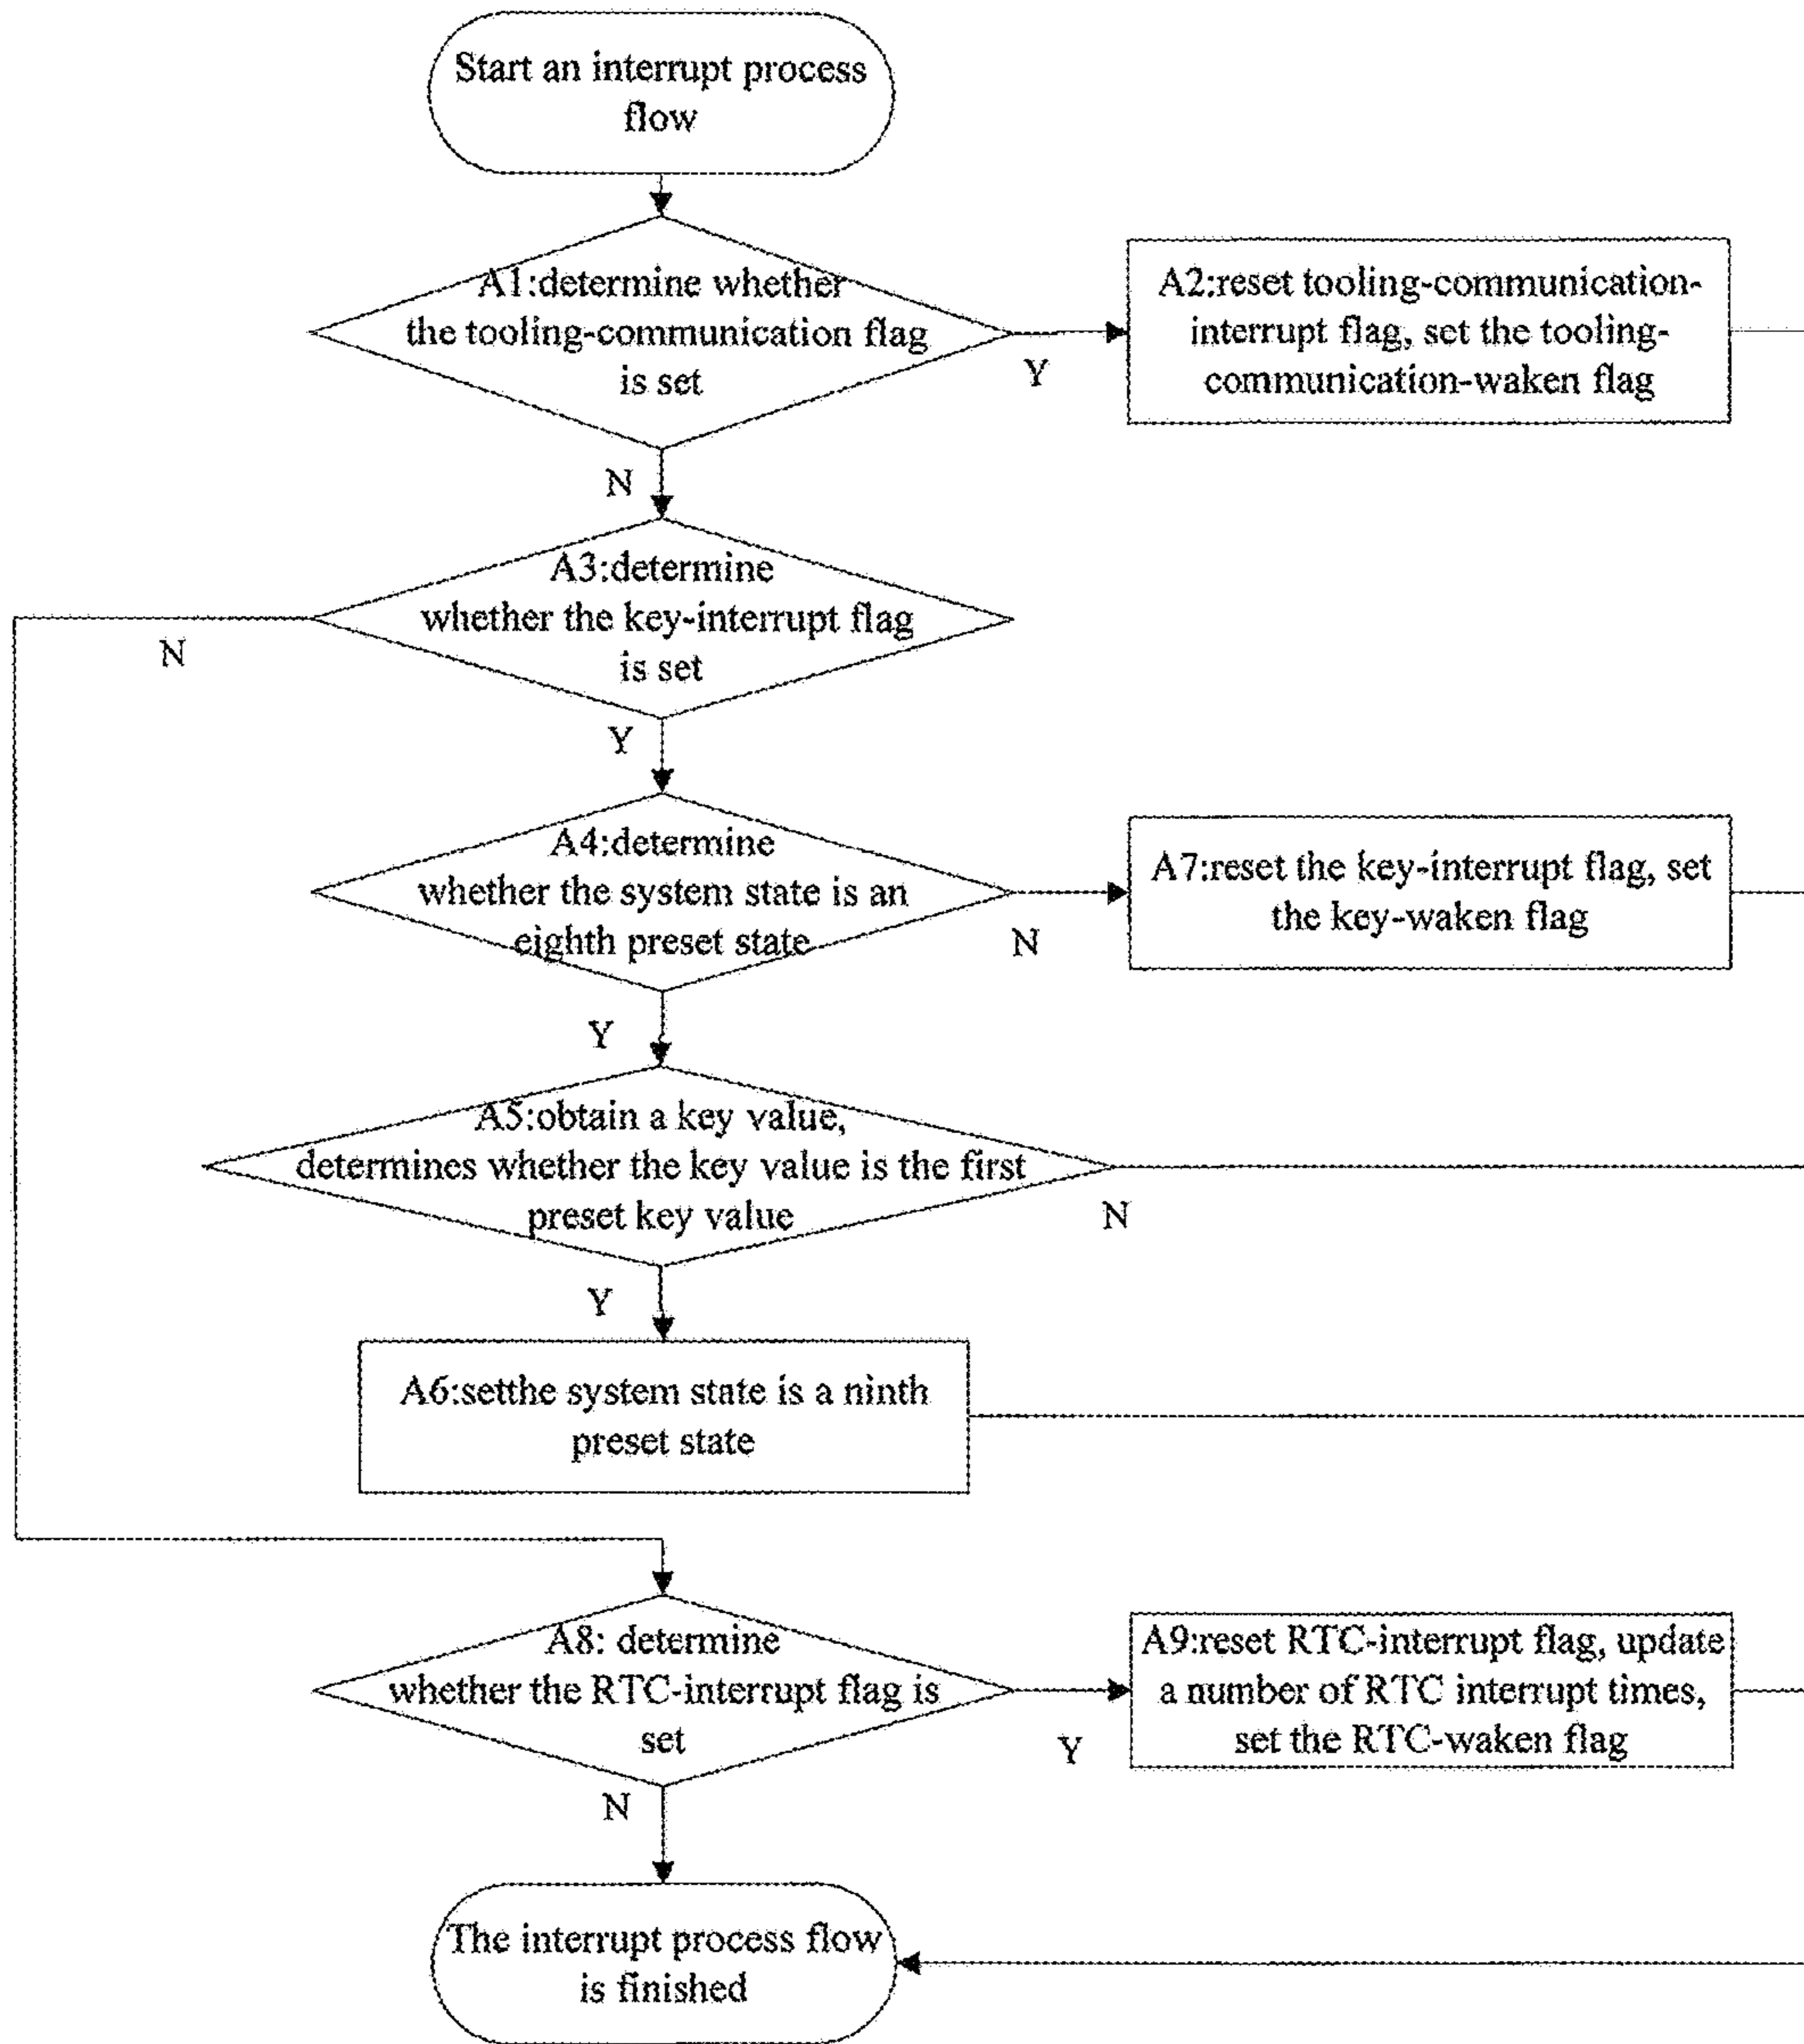 Start an interrupt process
flow
A1:determine whether
the tooling-communication flag
is set
Y
A2:reset tooling-communication-
interrupt flag, set the tooling-
communication-waken flag
N
A3:determine
whether the key-interrupt flag
is set
N
Y
A4:determine
whether the system state is an
eighth preset state
N
A7:reset the key-interrupt flag, set
the key-waken flag
Y
A5:obtain a key value,
determines whether the key value is the first
preset key value
N
Y
A6:setthe system state is a ninth
preset state
A8: determine
whether the RTC-interrupt flag is
set
Y
A9:reset RTC-interrupt flag, update
a number of RTC interrupt times,
set the RTC-waken flag
N
The interrupt process flow
is finished